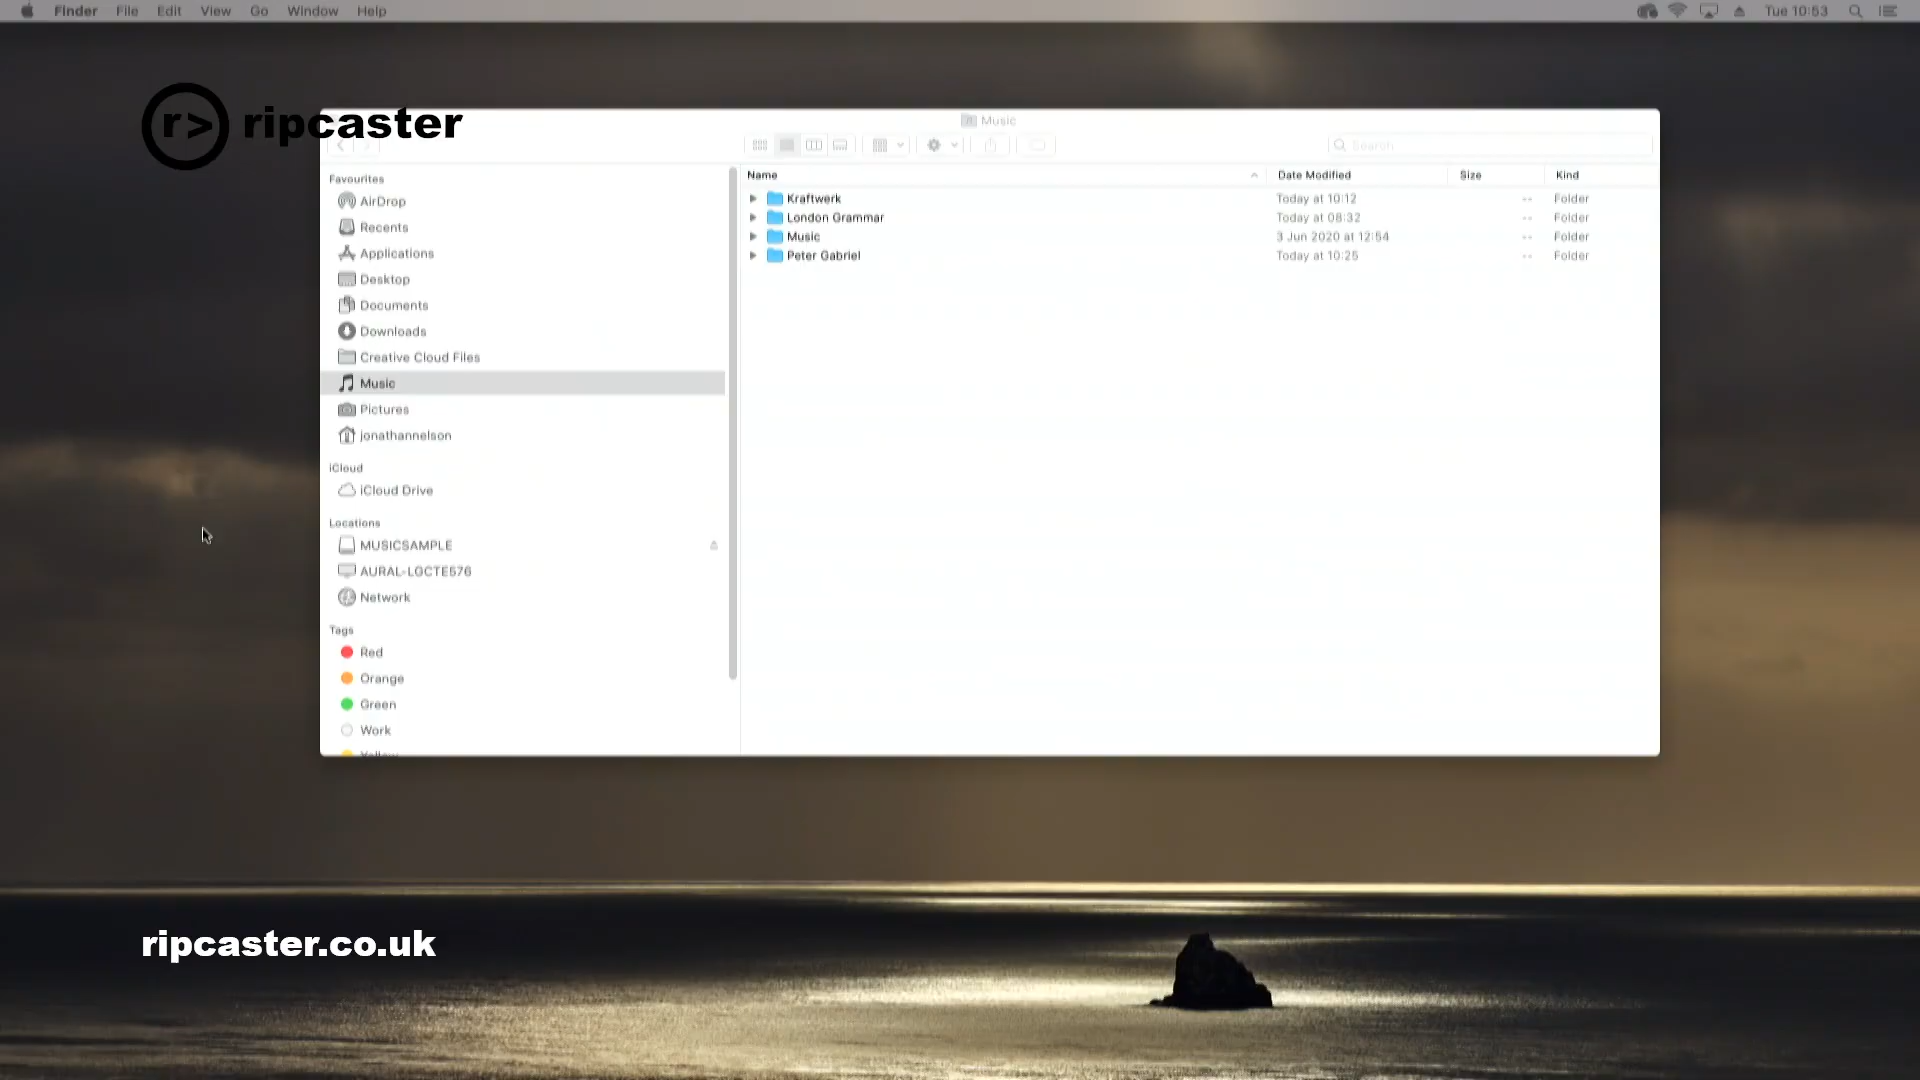 Finder File Edit View Go Window Help
Tue 10:53
r> ripcaster
Music
Search
Favourites
AirDrop
Recents
Applications
Desktop
Documents
Downloads
Creative Cloud Files
Music
Pictures
jonathannelson
iCloud
iCloud Drive
Locations
MUSICSAMPLE
AURAL-LGCTE576
Network
Tags
Red
Orange
Green
Work
Yellow
Name Date Modified Size Kind
Kraftwerk Today at 10:12 -- Folder
London Grammar Today at 08:32 -- Folder
Music 3 Jun 2020 at 12:54 -- Folder
Peter Gabriel Today at 10:25 -- Folder
ripcaster.co.uk